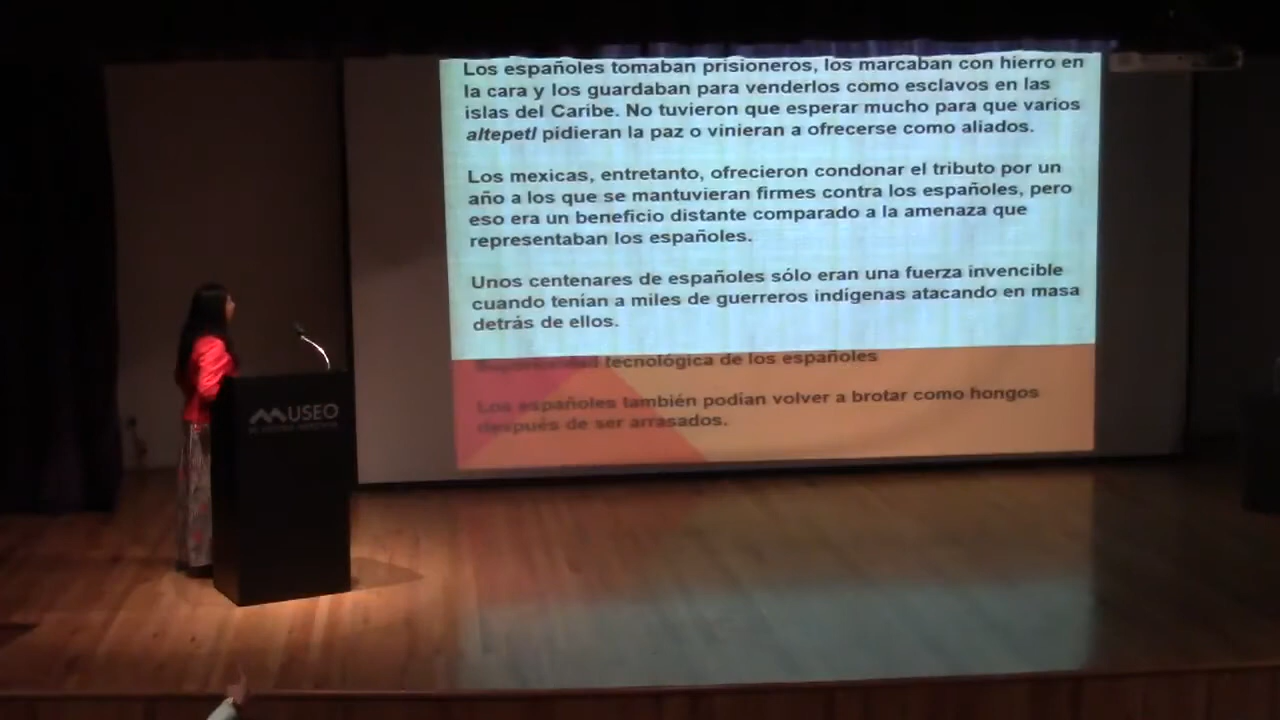 Los españoles tomaban prisioneros, los marcaban con hierro en
la cara y los guardaban para venderlos como esclavos en las
islas del Caribe. No tuvieron que esperar mucho para que varios
altepetl pidieran la paz o vinieran a ofrecerse como aliados.
Los mexicas, entretanto, ofrecieron condonar el tributo por un
año a los que se mantuvieran firmes contra los españoles, pero
eso era un beneficio distante comparado a la amenaza que
representaban los españoles.
Unos centenares de españoles sólo eran una fuerza invencible
cuando tenían a miles de guerreros indígenas atacando en masa
detrás de ellos.
tecnológica de los españoles
Los españoles también podían volver a brotar como hongos
después de ser arrasados.
MUSEO